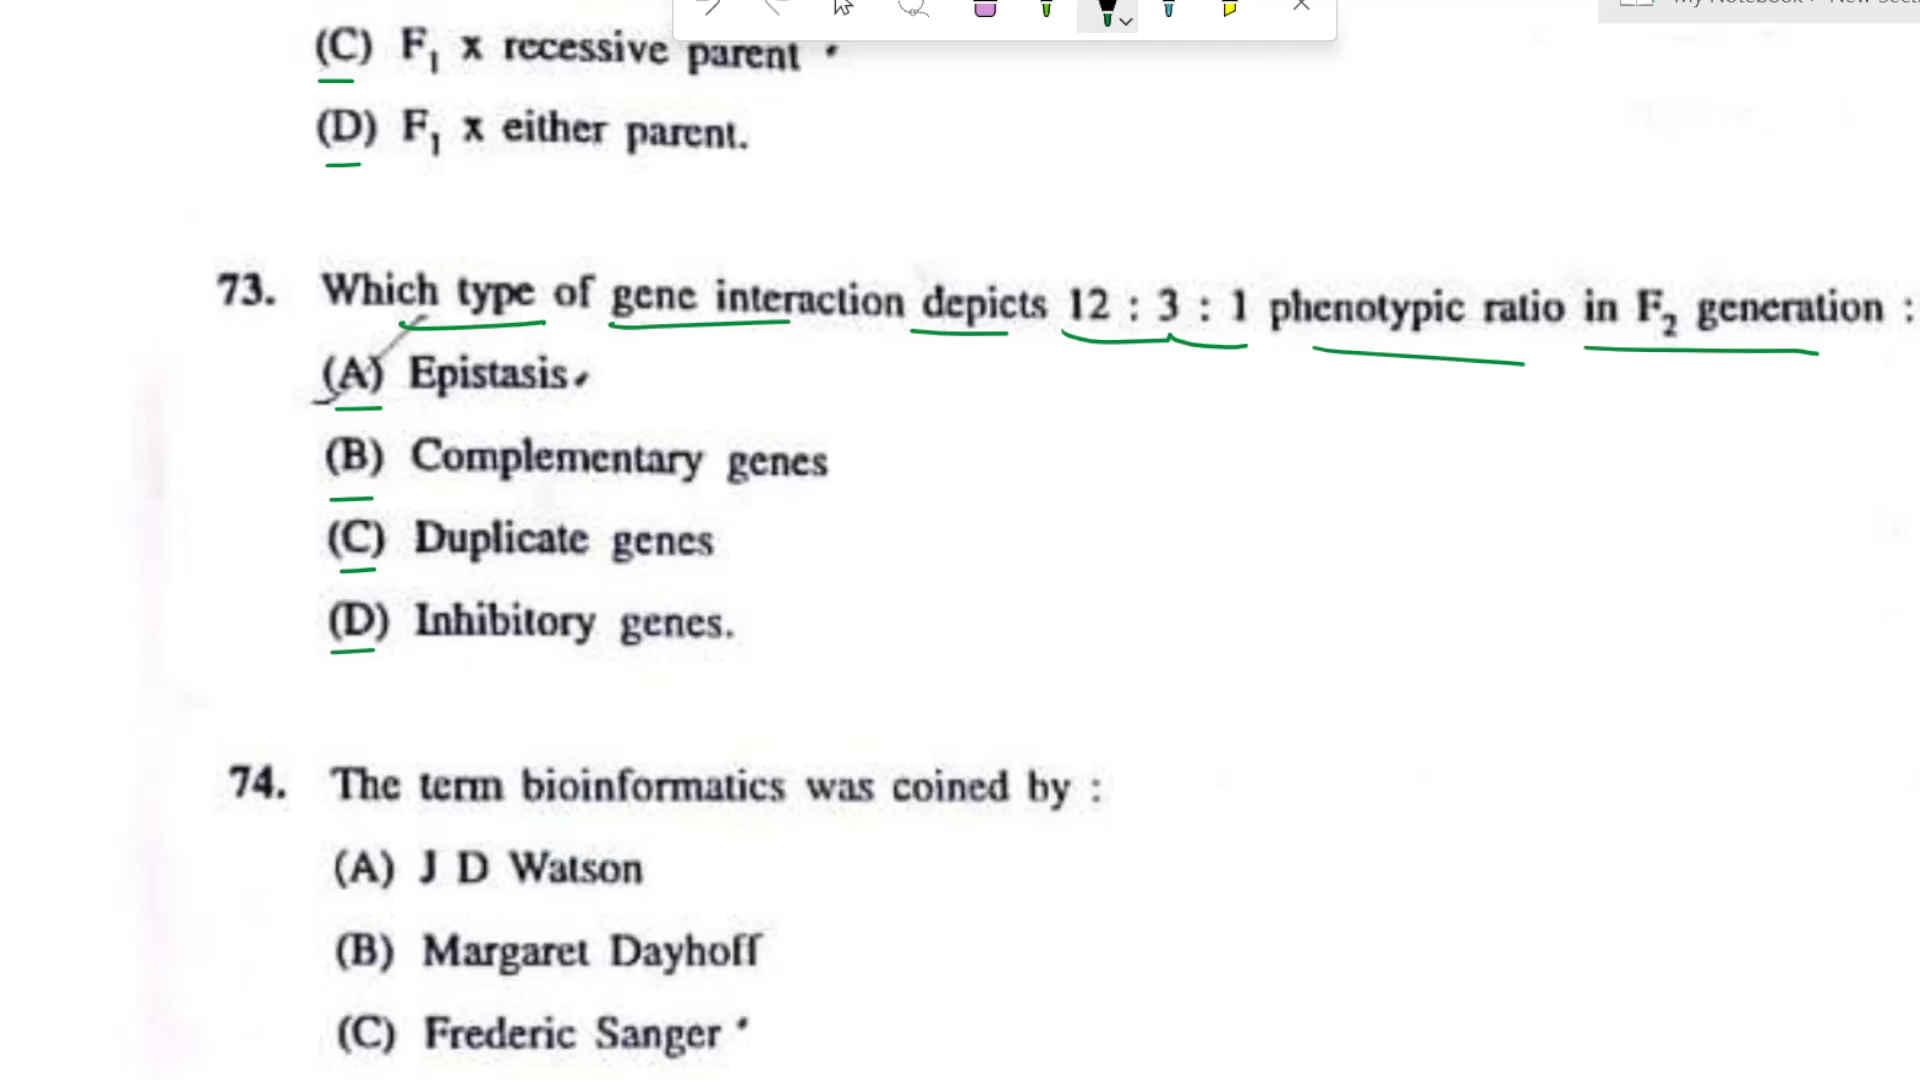 (C) F₁ x recessive parent
(D) F₁ x either parent.
73. Which type of gene interaction depicts 12 : 3 : 1 phenotypic ratio in F₂ generation :
(A) Epistasis
(B) Complementary genes
(C) Duplicate genes
(D) Inhibitory genes.
74. The term bioinformatics was coined by :
(A) J D Watson
(B) Margaret Dayhoff
(C) Frederic Sanger